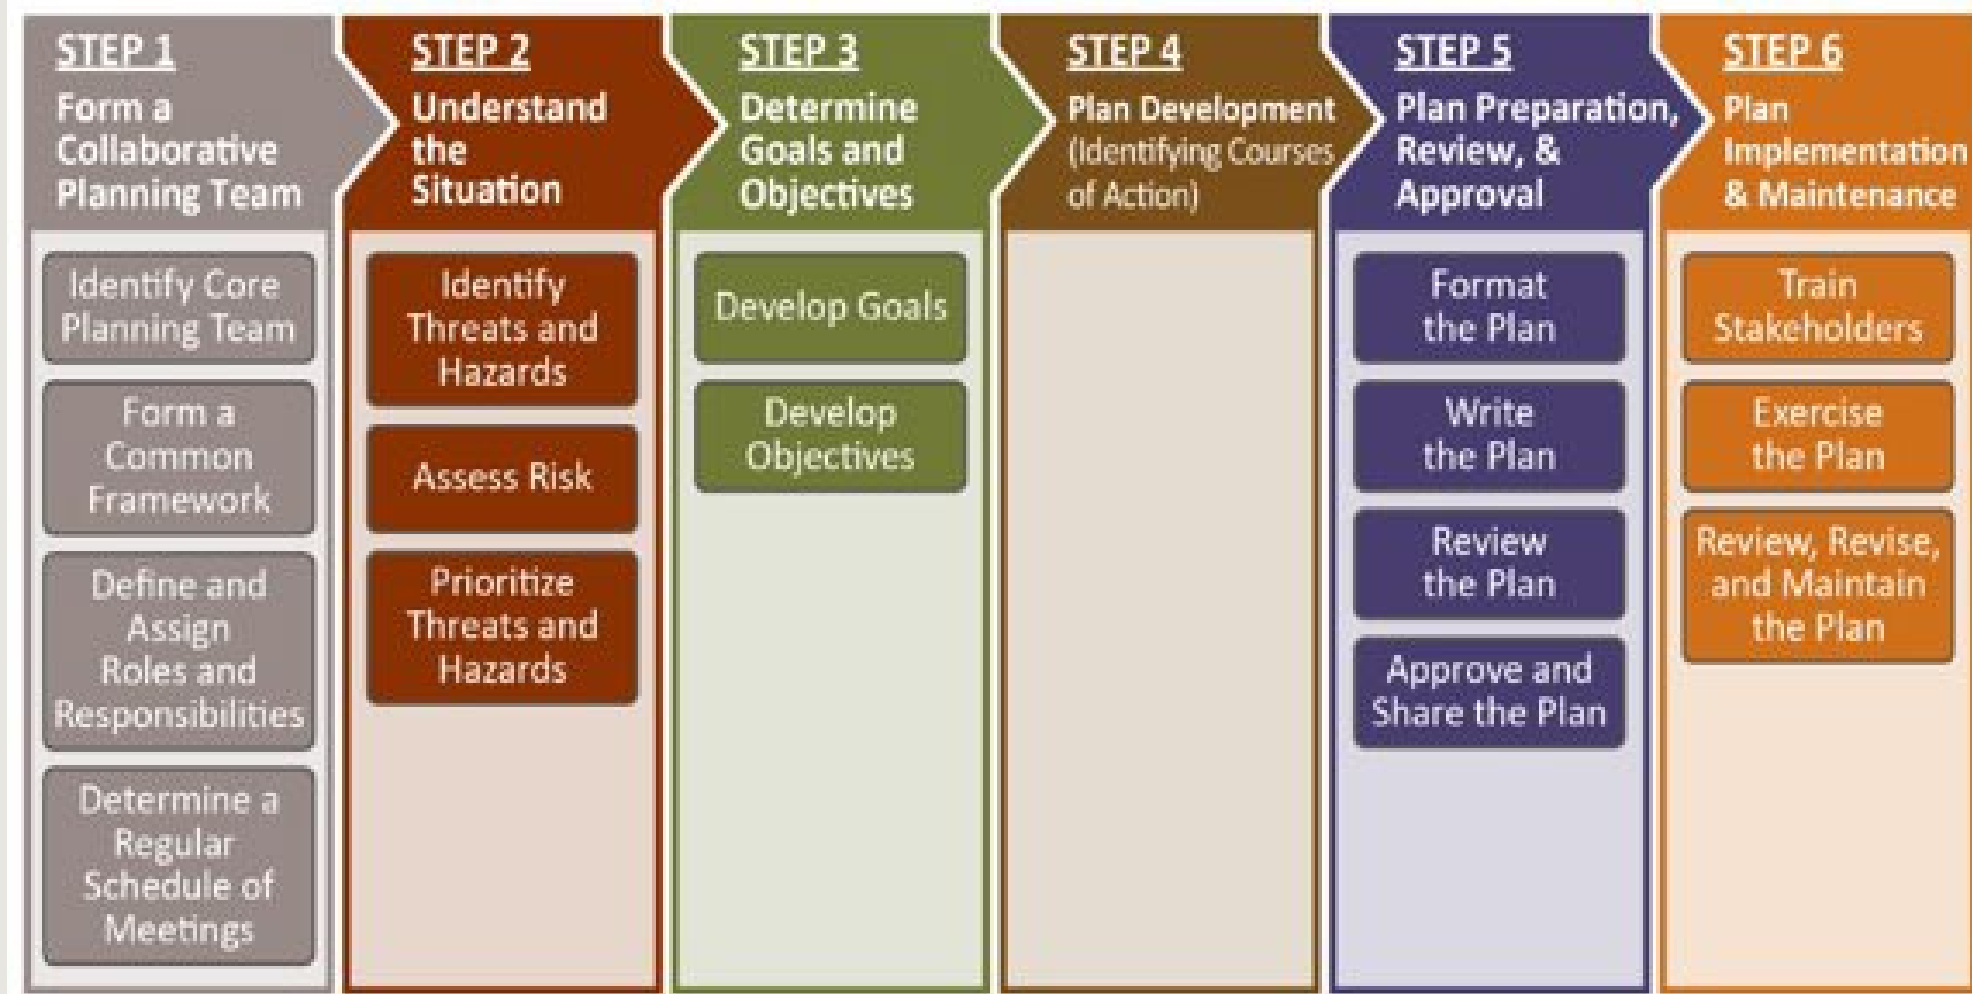 STEP 1
Form a
Collaborative
Planning Team
Identify Core
Planning Team
Form a
Common
Framework
Define and
Assign
Roles and
Responsibilities
Determine a
Regular
Schedule of
Meetings
STEP 2
Understand
the
Situation
Identify
Threats and
Hazards
Assess Risk
Prioritize
Threats and
Hazards
STEP 3
Determine
Goals and
Objectives
Develop Goals
Develop
Objectives
STEP 4
Plan Development
(Identifying Courses
of Action)
STEP 5
Plan Preparation,
Review, &
Approval
Format
the Plan
Write
the Plan
Review
the Plan
Approve and
Share the Plan
STEP 6
Plan
Implementation
& Maintenance
Train
Stakeholders
Exercise
the Plan
Review, Revise,
and Maintain
the Plan